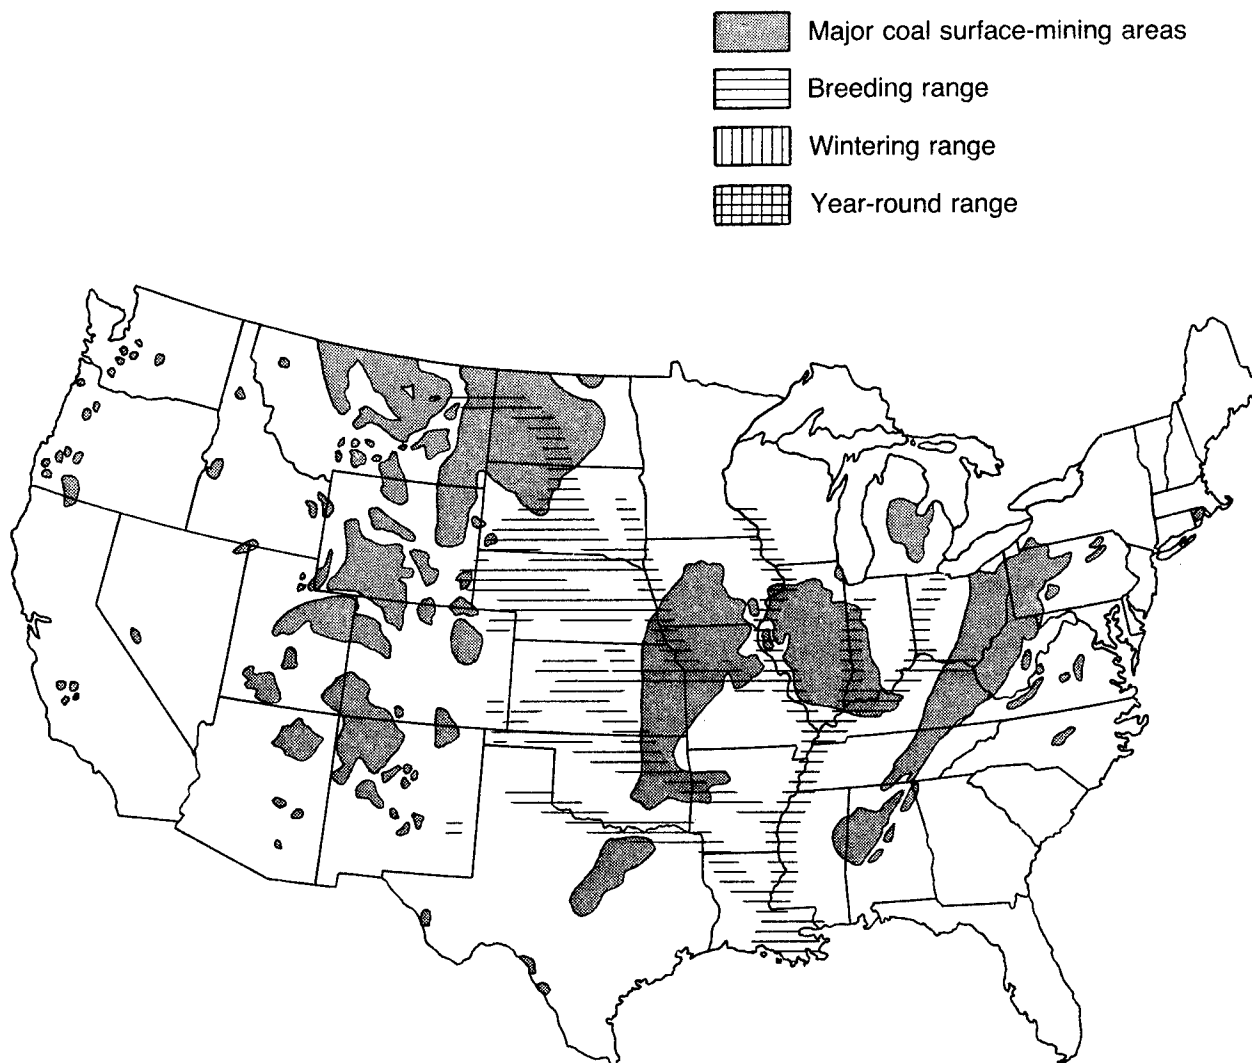 Major coal surface-mining areas
Breeding range
Wintering range
Year-round range